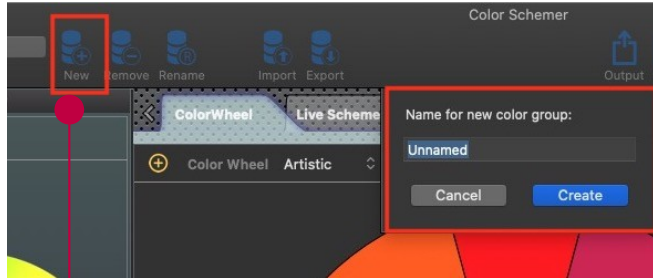 Color Schemer
New Remove Rename Import Export Output
ColorWheel Live Scheme
Color Wheel Artistic
Name for new color group:
Unnamed
Cancel Create